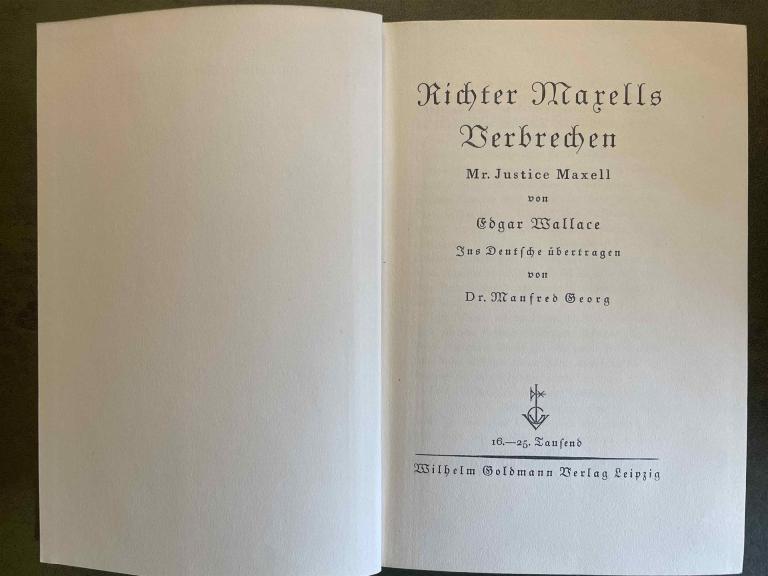 Richter Maxells
Verbrechen
Mr. Justice Maxell
von
Edgar Wallace
Ins Deutsche übertragen
von
Dr. Manfred Georg
16.—25. Tausend
Wilhelm Goldmann Verlag Leipzig